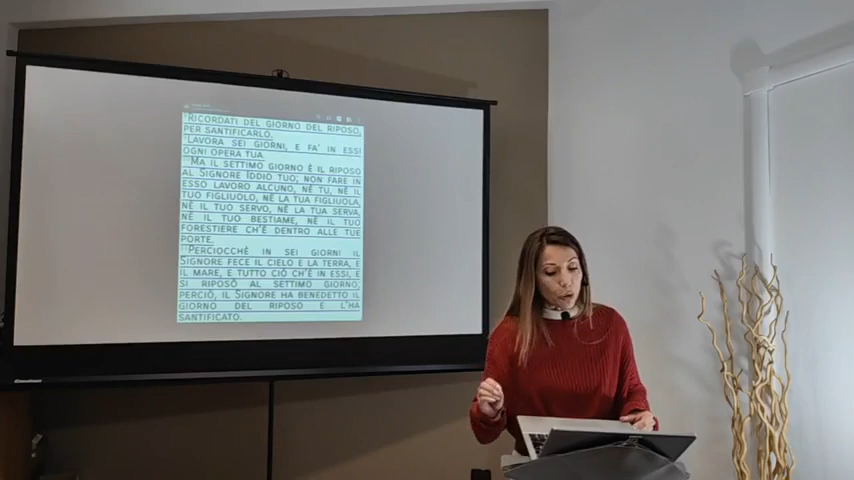 ⁸Ricordati del giorno del riposo,
per santificarlo.
⁹Lavora sei giorni, e fa' in essi
ogni opera tua.
¹⁰Ma il settimo giorno è il riposo
al Signore Iddio tuo; non fare in
esso lavoro alcuno, nè tu, nè il
tuo figliuolo, nè la tua figliuola,
nè il tuo servo, nè la tua serva,
nè il tuo bestiame, nè il tuo
forestiere ch'è dentro alle tue
porte.
¹¹Perciocchè in sei giorni il
Signore fece il cielo e la terra, e
il mare, e tutto ciò ch'è in essi, e
si riposò al settimo giorno;
perciò, il Signore ha benedetto il
giorno del riposo e l'ha
santificato.